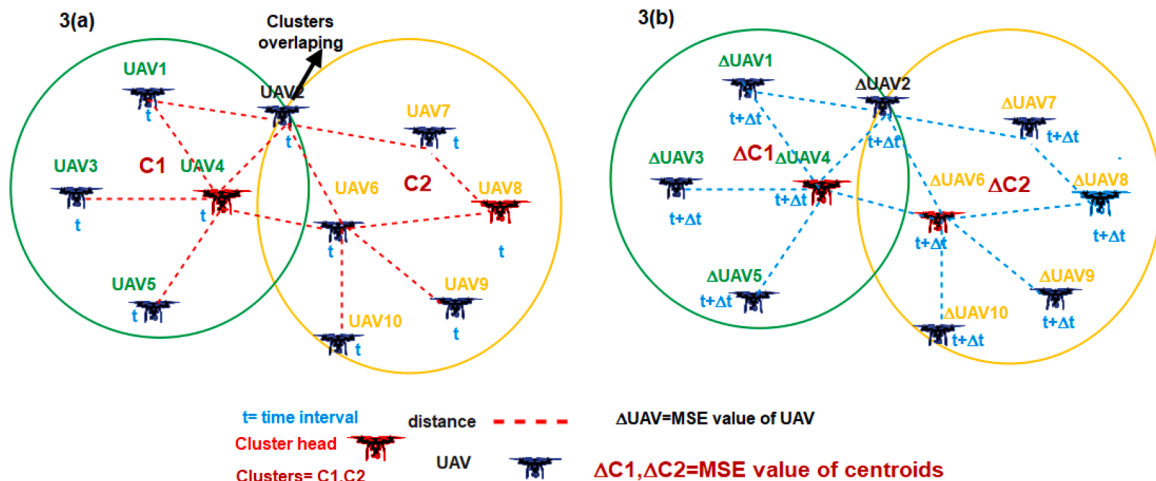 3(a)
Clusters
overlaping
UAV1
t
UAV2
t
UAV7
t
UAV3
t
C1
UAV4
t
UAV6
t
C2
UAV8
t
UAV5
t
UAV9
t
UAV10
t
3(b)
ΔUAV1
t+Δt
ΔUAV2
t+Δt
ΔUAV7
t+Δt
ΔUAV3
t+Δt
ΔC1
ΔUAV4
t+Δt
ΔUAV6
t+Δt
ΔC2
ΔUAV8
t+Δt
ΔUAV5
t+Δt
ΔUAV9
t+Δt
ΔUAV10
t+Δt
t= time interval
distance
ΔUAV=MSE value of UAV
Cluster head
UAV
Clusters= C1,C2
ΔC1,ΔC2=MSE value of centroids